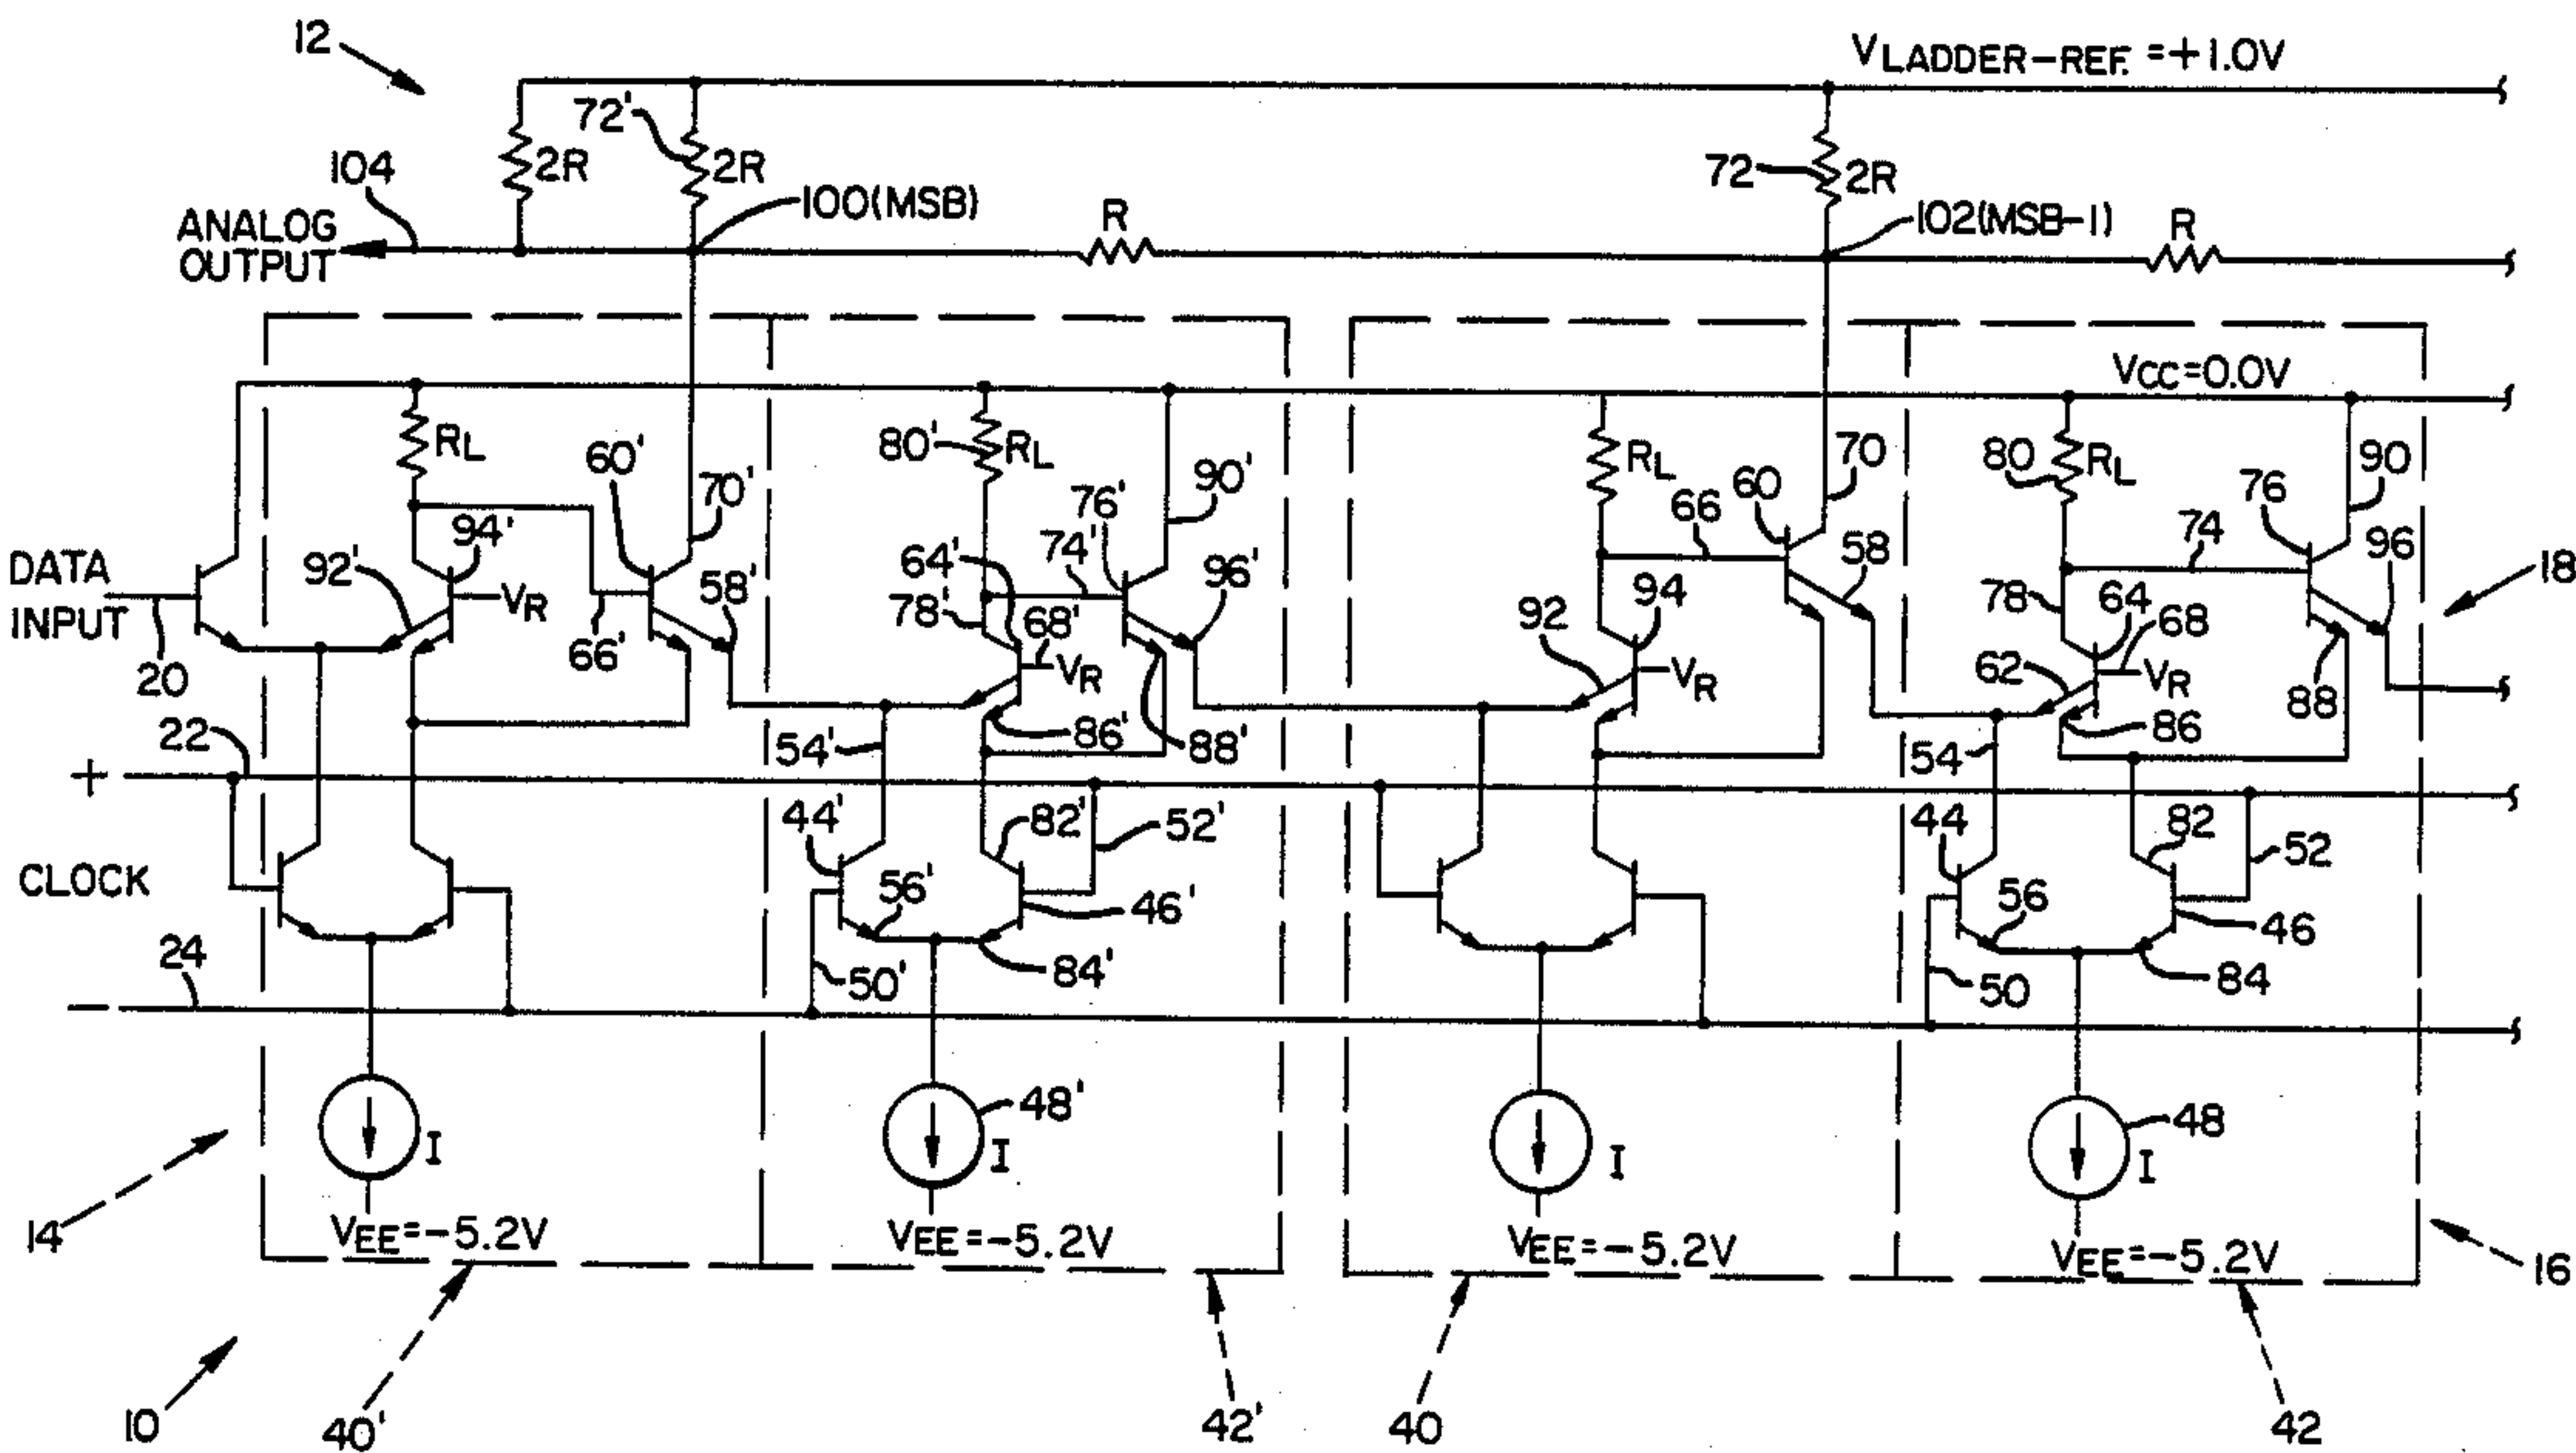 12
VLADDER-REF. = +1.0V
72'
2R
2R
72
2R
104
100(MSB)
R
102(MSB-1)
R
ANALOG
OUTPUT
VCC=0.0V
RL
60'
70'
80'
RL
76'
90'
RL
66
60
70
80
RL
76
90
DATA
INPUT
92'
94'
VR
58'
64'
74'
96'
58
74
96
18
20
66'
78'
68'
VR
92
94
VR
78
64
68
62
VR
22
54'
86'
88'
54
86
88
+
44'
82'
52'
44
82
52
CLOCK
56'
46'
56
46
24
50'
84'
50
84
−
I
48'
I
I
48
I
14
VEE=-5.2V
VEE=-5.2V
VEE=-5.2V
VEE=-5.2V
16
10
40'
42'
40
42